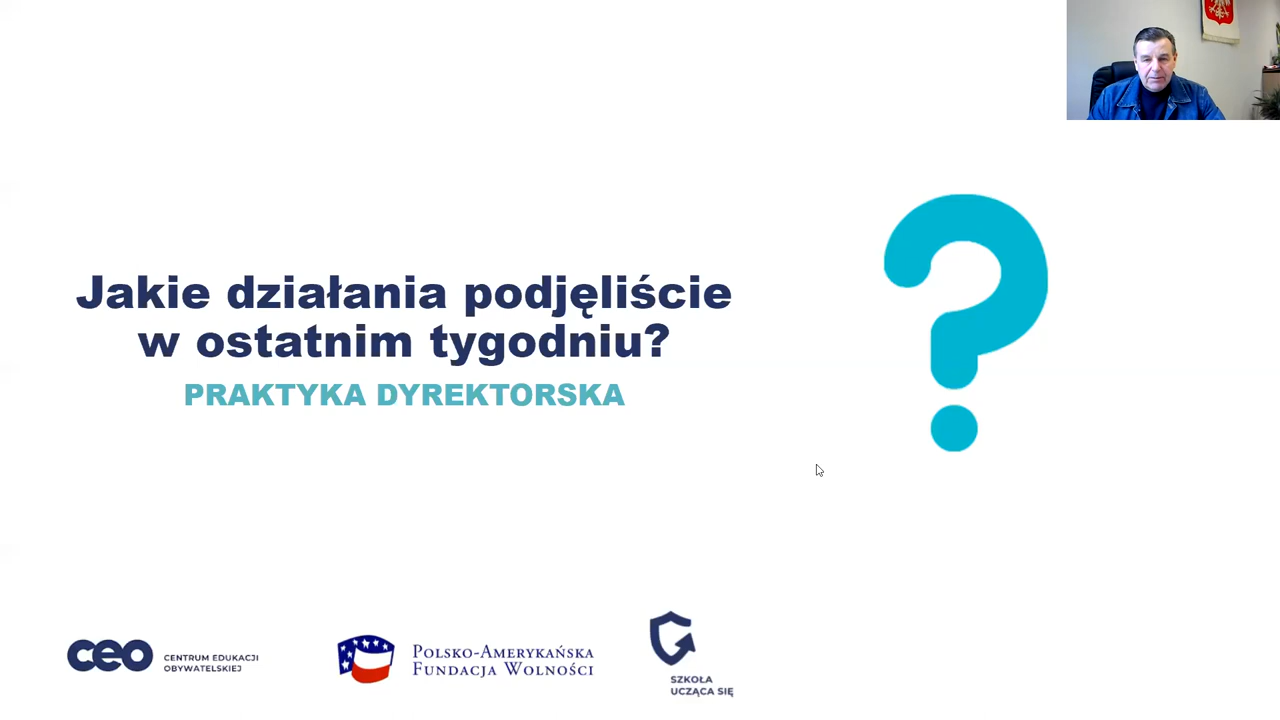 Jakie działania podjęliście
w ostatnim tygodniu?
PRAKTYKA DYREKTORSKA
ceo
CENTRUM EDUKACJI
OBYWATELSKIEJ
POLSKO-AMERYKAŃSKA
FUNDACJA WOLNOŚCI
SZKOŁA
UCZĄCA SIĘ